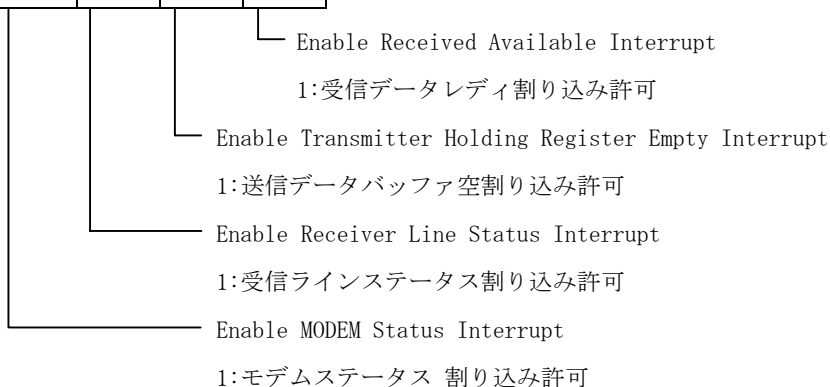 Enable Received Available Interrupt
1:受信データレディ割り込み許可
Enable Transmitter Holding Register Empty Interrupt
1:送信データバッファ空割り込み許可
Enable Receiver Line Status Interrupt
1:受信ラインステータス割り込み許可
Enable MODEM Status Interrupt
1:モデムステータス 割り込み許可